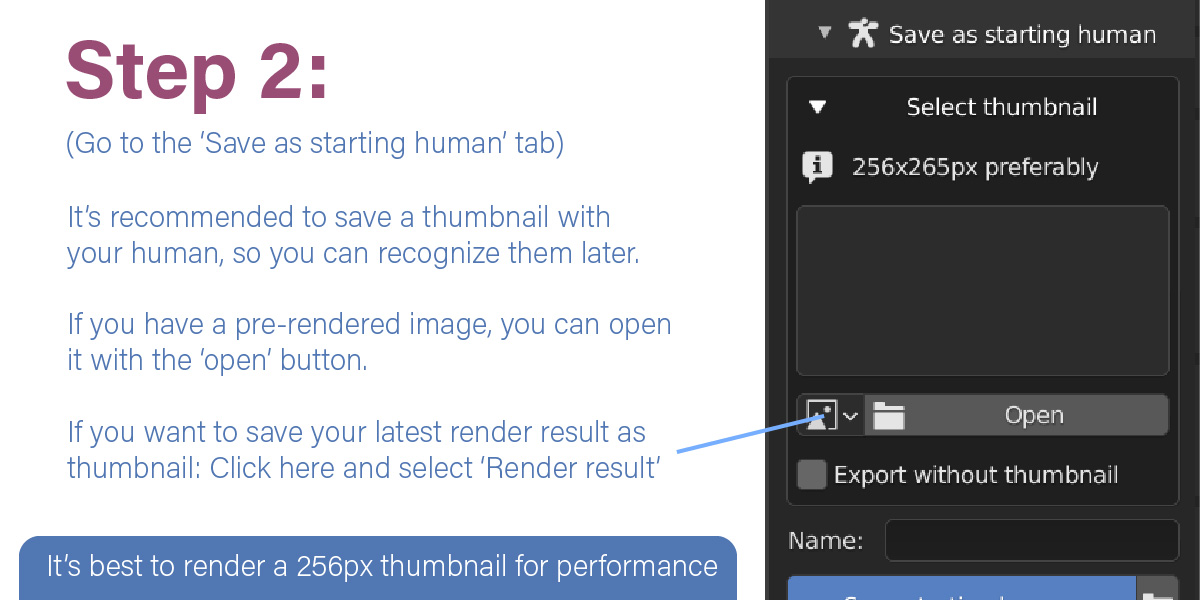 Step 2:
(Go to the ‘Save as starting human’ tab)
It’s recommended to save a thumbnail with
your human, so you can recognize them later.
If you have a pre-rendered image, you can open
it with the ‘open’ button.
If you want to save your latest render result as
thumbnail: Click here and select ‘Render result’
It’s best to render a 256px thumbnail for performance
Save as starting human
Select thumbnail
256x265px preferably
Open
Export without thumbnail
Name: